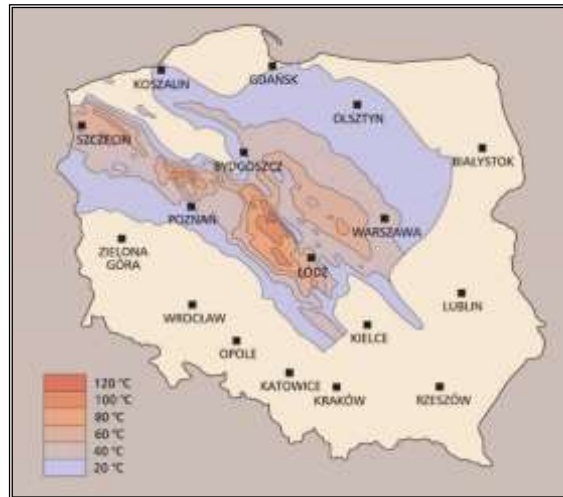 KOSZALIN
GDAŃSK
OLSZTYN
SZCZECIN
BYDGOSZCZ
BIAŁYSTOK
POZNAŃ
WARSZAWA
ZIELONA
GÓRA
ŁÓDŹ
LUBLIN
WROCŁAW
KIELCE
OPOLE
KATOWICE
KRAKÓW
RZESZÓW
120 °C
100 °C
80 °C
60 °C
40 °C
20 °C